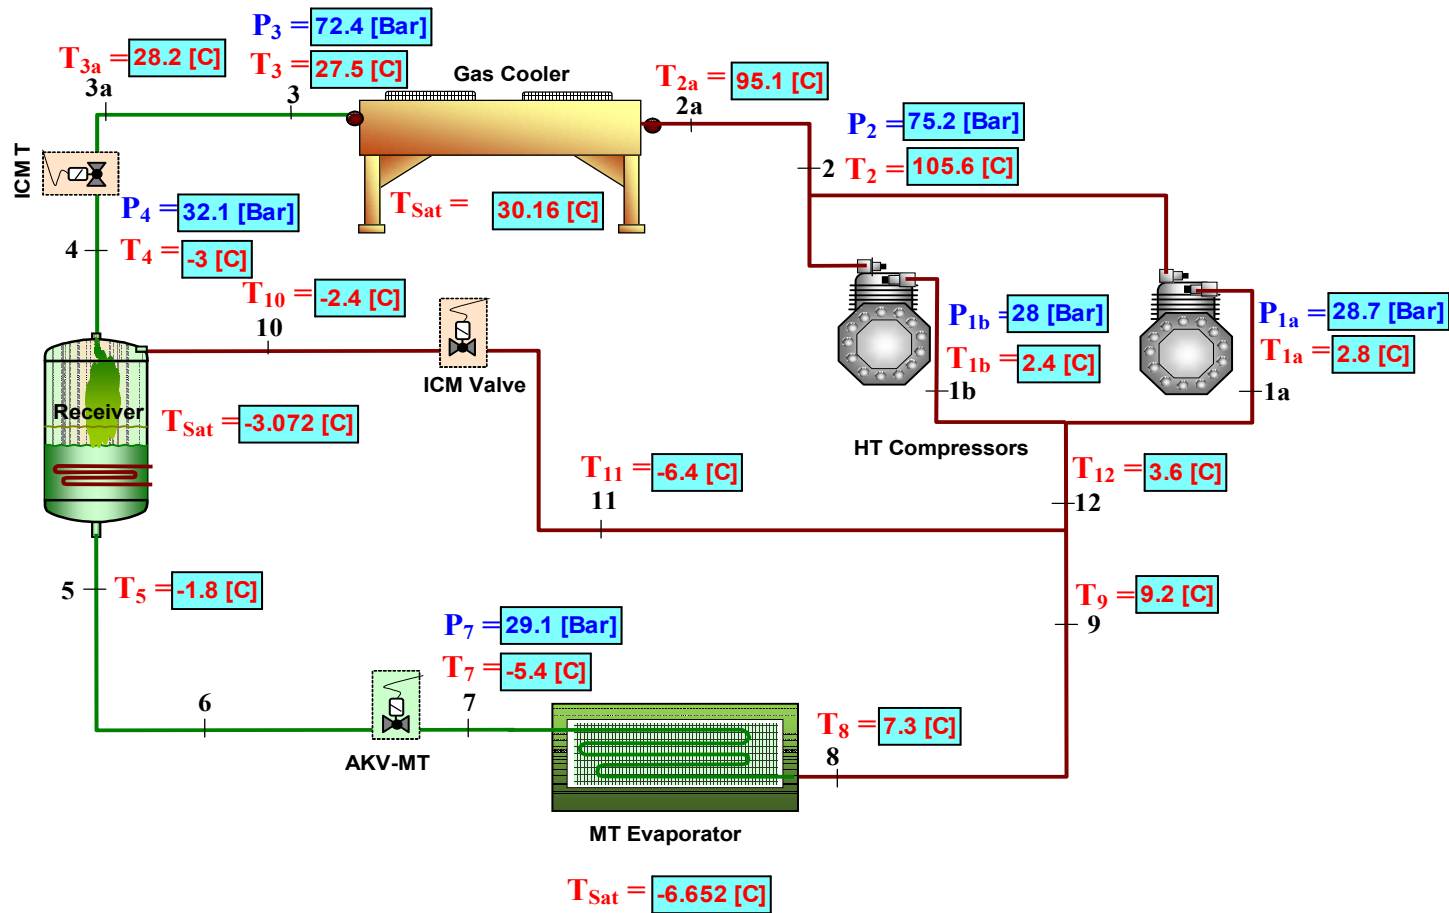 P3 = 72.4 [Bar]
T3a = 28.2 [C]
T3 = 27.5 [C]
3a
3
Gas Cooler
T2a = 95.1 [C]
2a
P2 = 75.2 [Bar]
T2 = 105.6 [C]
2
ICM T
P4 = 32.1 [Bar]
TSat = 30.16 [C]
4
T4 = -3 [C]
T10 = -2.4 [C]
10
P1b = 28 [Bar]
P1a = 28.7 [Bar]
T1b = 2.4 [C]
T1a = 2.8 [C]
ICM Valve
1b
1a
Receiver
TSat = -3.072 [C]
HT Compressors
T11 = -6.4 [C]
T12 = 3.6 [C]
11
12
5
T5 = -1.8 [C]
T9 = 9.2 [C]
9
P7 = 29.1 [Bar]
T7 = -5.4 [C]
6
7
T8 = 7.3 [C]
8
AKV-MT
MT Evaporator
TSat = -6.652 [C]